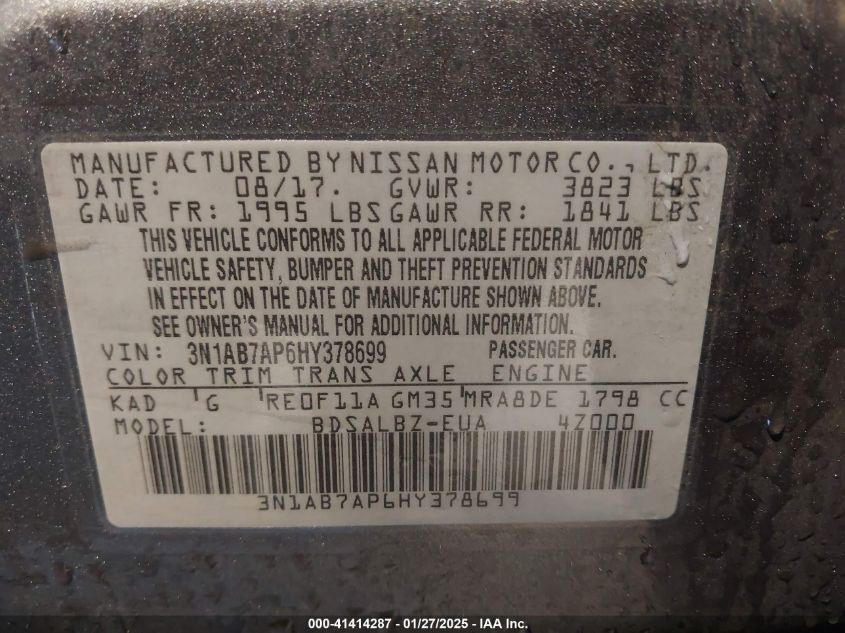 MANUFACTURED BY NISSAN MOTOR CO., LTD.
DATE: 08/17. GVWR: 3823 LBS
GAWR FR: 1995 LBS GAWR RR: 1841 LBS
THIS VEHICLE CONFORMS TO ALL APPLICABLE FEDERAL MOTOR
VEHICLE SAFETY, BUMPER AND THEFT PREVENTION STANDARDS
IN EFFECT ON THE DATE OF MANUFACTURE SHOWN ABOVE.
SEE OWNER'S MANUAL FOR ADDITIONAL INFORMATION.
VIN: 3N1AB7AP6HY378699 PASSENGER CAR.
COLOR TRIM TRANS AXLE ENGINE
KAD G RE0F11A GM35 MRA8DE 1798 CC
MODEL: BDSALBZ-EUA 4Z000
3N1AB7AP6HY378699
000-41414287 | 01/27/2025 | IAA Inc.